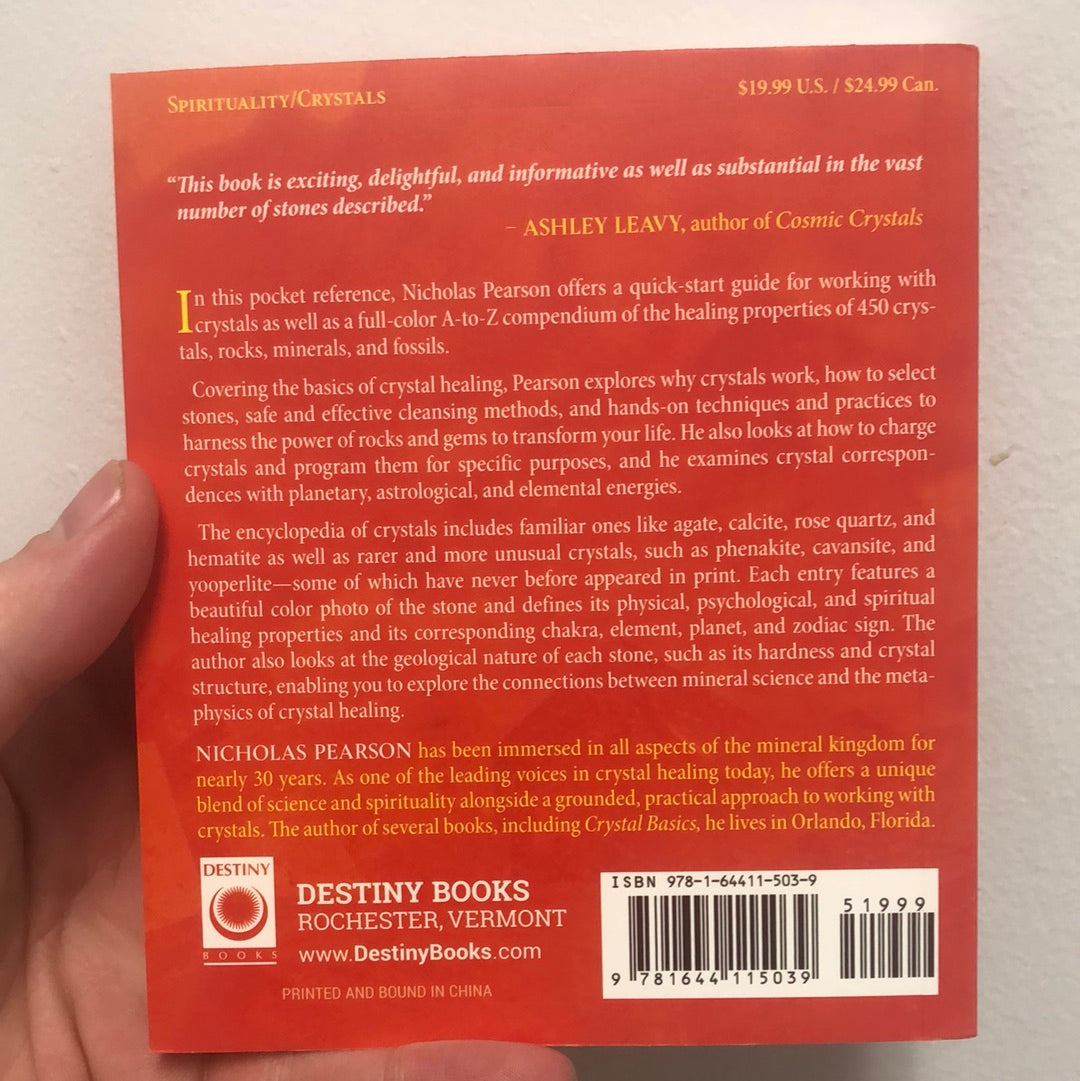 SPIRITUALITY/CRYSTALS
$19.99 U.S. / $24.99 Can.
“This book is exciting, delightful, and informative as well as substantial in the vast
number of stones described.”
– ASHLEY LEAVY, author of Cosmic Crystals
In this pocket reference, Nicholas Pearson offers a quick-start guide for working with
crystals as well as a full-color A-to-Z compendium of the healing properties of 450 crys-
tals, rocks, minerals, and fossils.
Covering the basics of crystal healing, Pearson explores why crystals work, how to select
stones, safe and effective cleansing methods, and hands-on techniques and practices to
harness the power of rocks and gems to transform your life. He also looks at how to charge
crystals and program them for specific purposes, and he examines crystal correspon-
dences with planetary, astrological, and elemental energies.
The encyclopedia of crystals includes familiar ones like agate, calcite, rose quartz, and
hematite as well as rarer and more unusual crystals, such as phenakite, cavansite, and
yooperlite—some of which have never before appeared in print. Each entry features a
beautiful color photo of the stone and defines its physical, psychological, and spiritual
healing properties and its corresponding chakra, element, planet, and zodiac sign. The
author also looks at the geological nature of each stone, such as its hardness and crystal
structure, enabling you to explore the connections between mineral science and the meta-
physics of crystal healing.
NICHOLAS PEARSON has been immersed in all aspects of the mineral kingdom for
nearly 30 years. As one of the leading voices in crystal healing today, he offers a unique
blend of science and spirituality alongside a grounded, practical approach to working with
crystals. The author of several books, including Crystal Basics, he lives in Orlando, Florida.
DESTINY
BOOKS
DESTINY BOOKS
ROCHESTER, VERMONT
www.DestinyBooks.com
PRINTED AND BOUND IN CHINA
ISBN 978-1-64411-503-9
51999
9 781644 115039